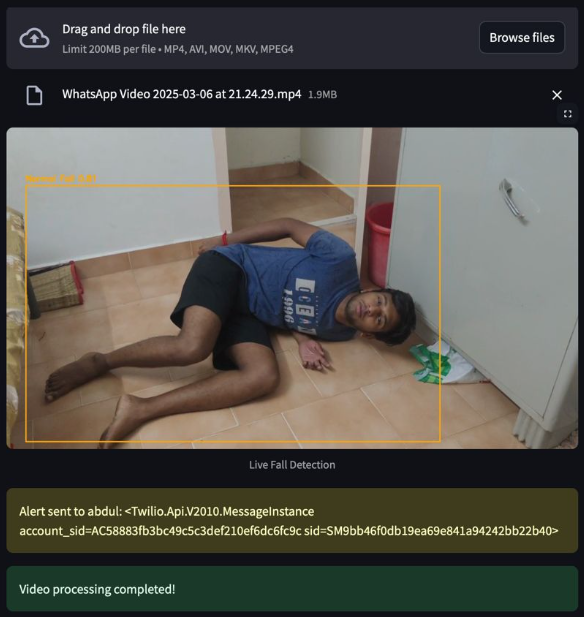 Drag and drop file here
Limit 200MB per file • MP4, AVI, MOV, MKV, MPEG4
Browse files
WhatsApp Video 2025-03-06 at 21.24.29.mp4 1.9MB
Live Fall Detection
Alert sent to abdul: <Twilio.Api.V2010.MessageInstance
account_sid=AC58883fb3bc49c5c3def210ef6dc6fc9c sid=SM9bb46f0db19ea69e841a94242bb22b40>
Video processing completed!